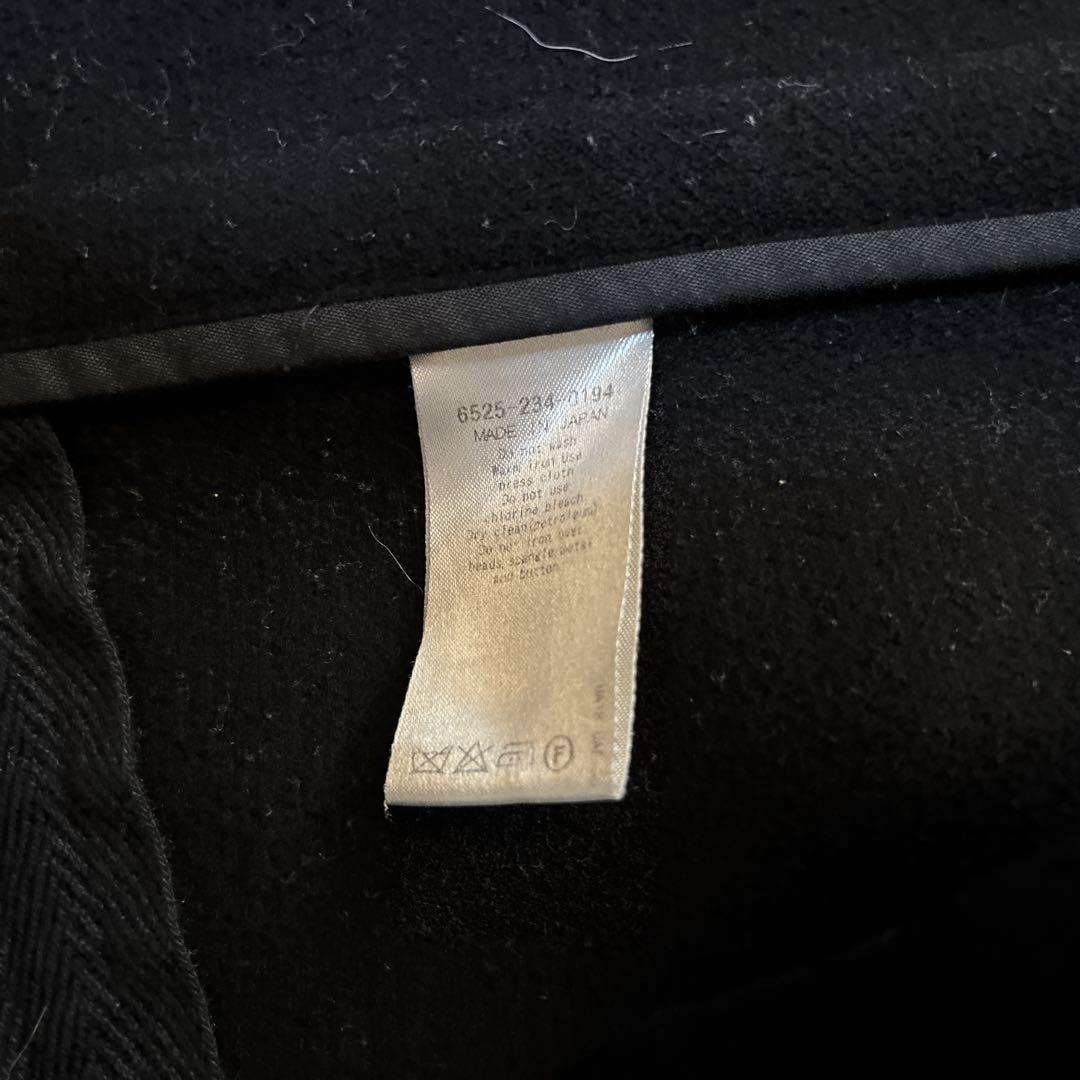 6525-234-0194
MADE IN JAPAN
Do not wash
Warm iron Use
press cloth
Do not use
chlorine bleach
Dry clean(petroleum)
Do not iron over
beads,spangle,metal
and button
F